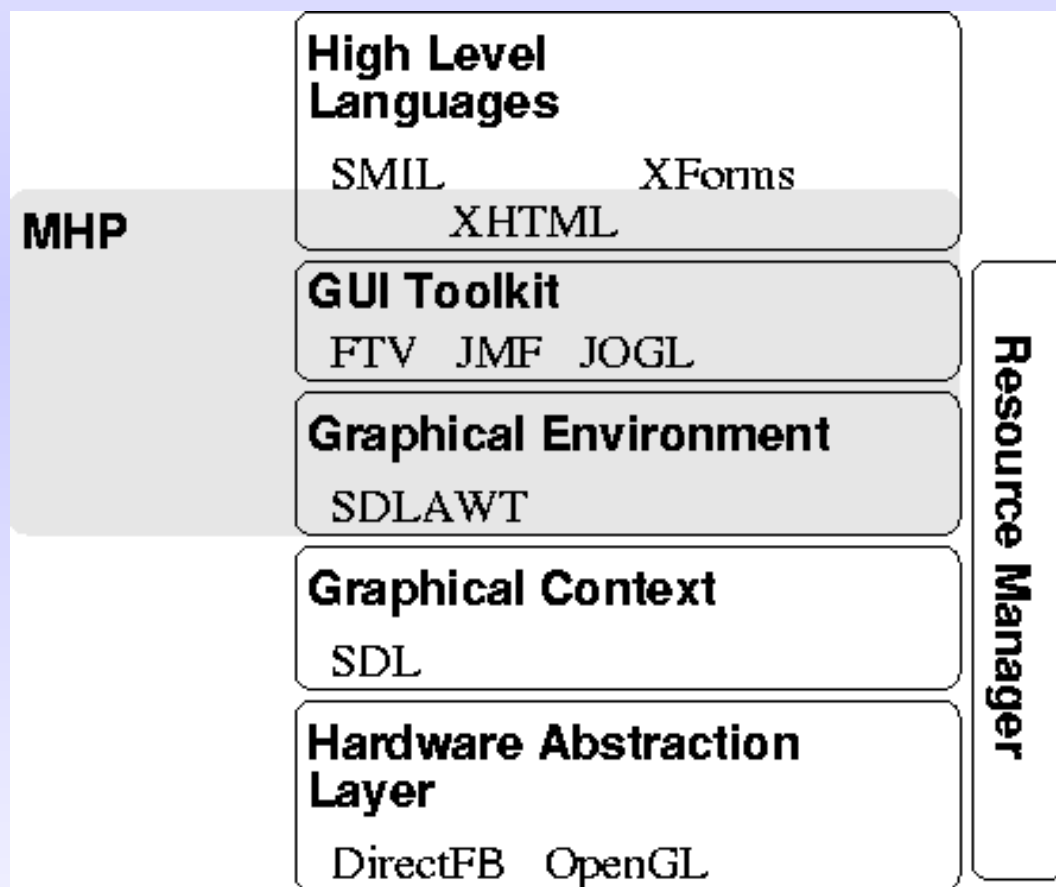 High Level
Languages
SMIL XForms
XHTML
MHP
GUI Toolkit
FTV JMF JOGL
Graphical Environment
SDLAWT
Graphical Context
SDL
Hardware Abstraction
Layer
DirectFB OpenGL
Resource Manager